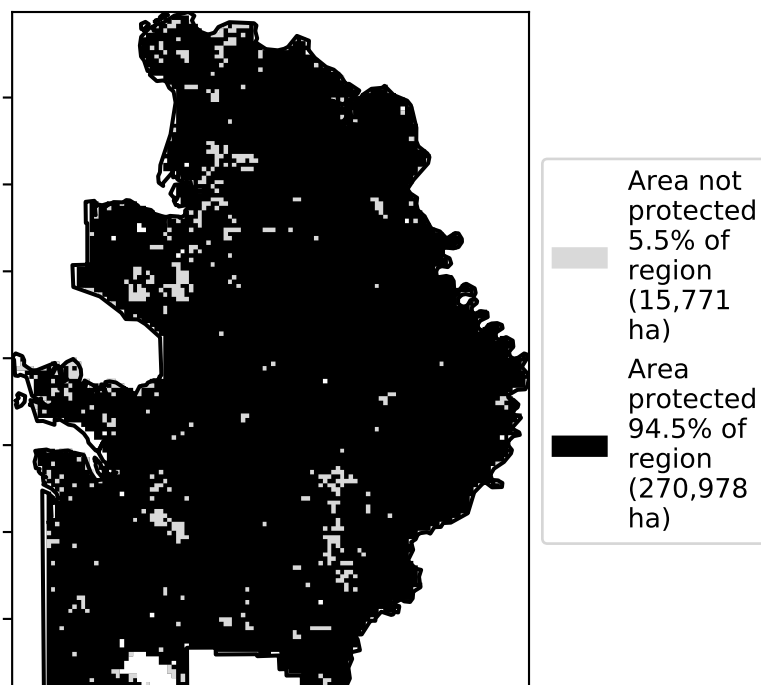 Area not
protected
5.5% of
region
(15,771
ha)
Area
protected
94.5% of
region
(270,978
ha)